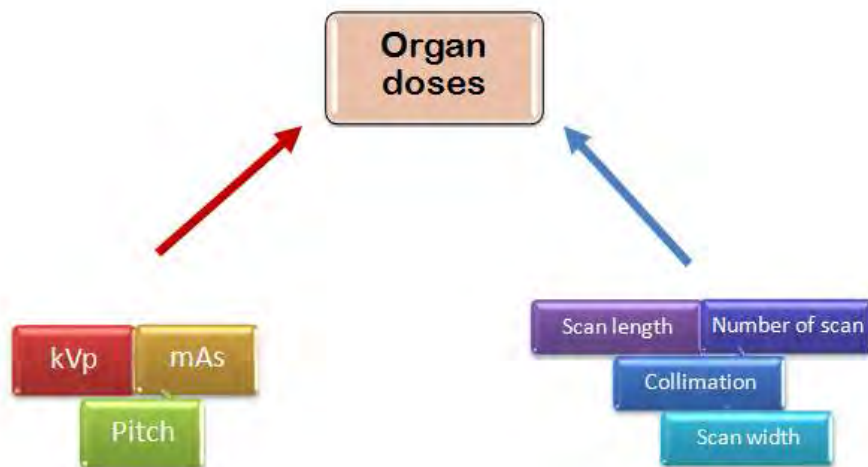 Organ
doses
kVp
mAs
Pitch
Scan length
Number of scan
Collimation
Scan width